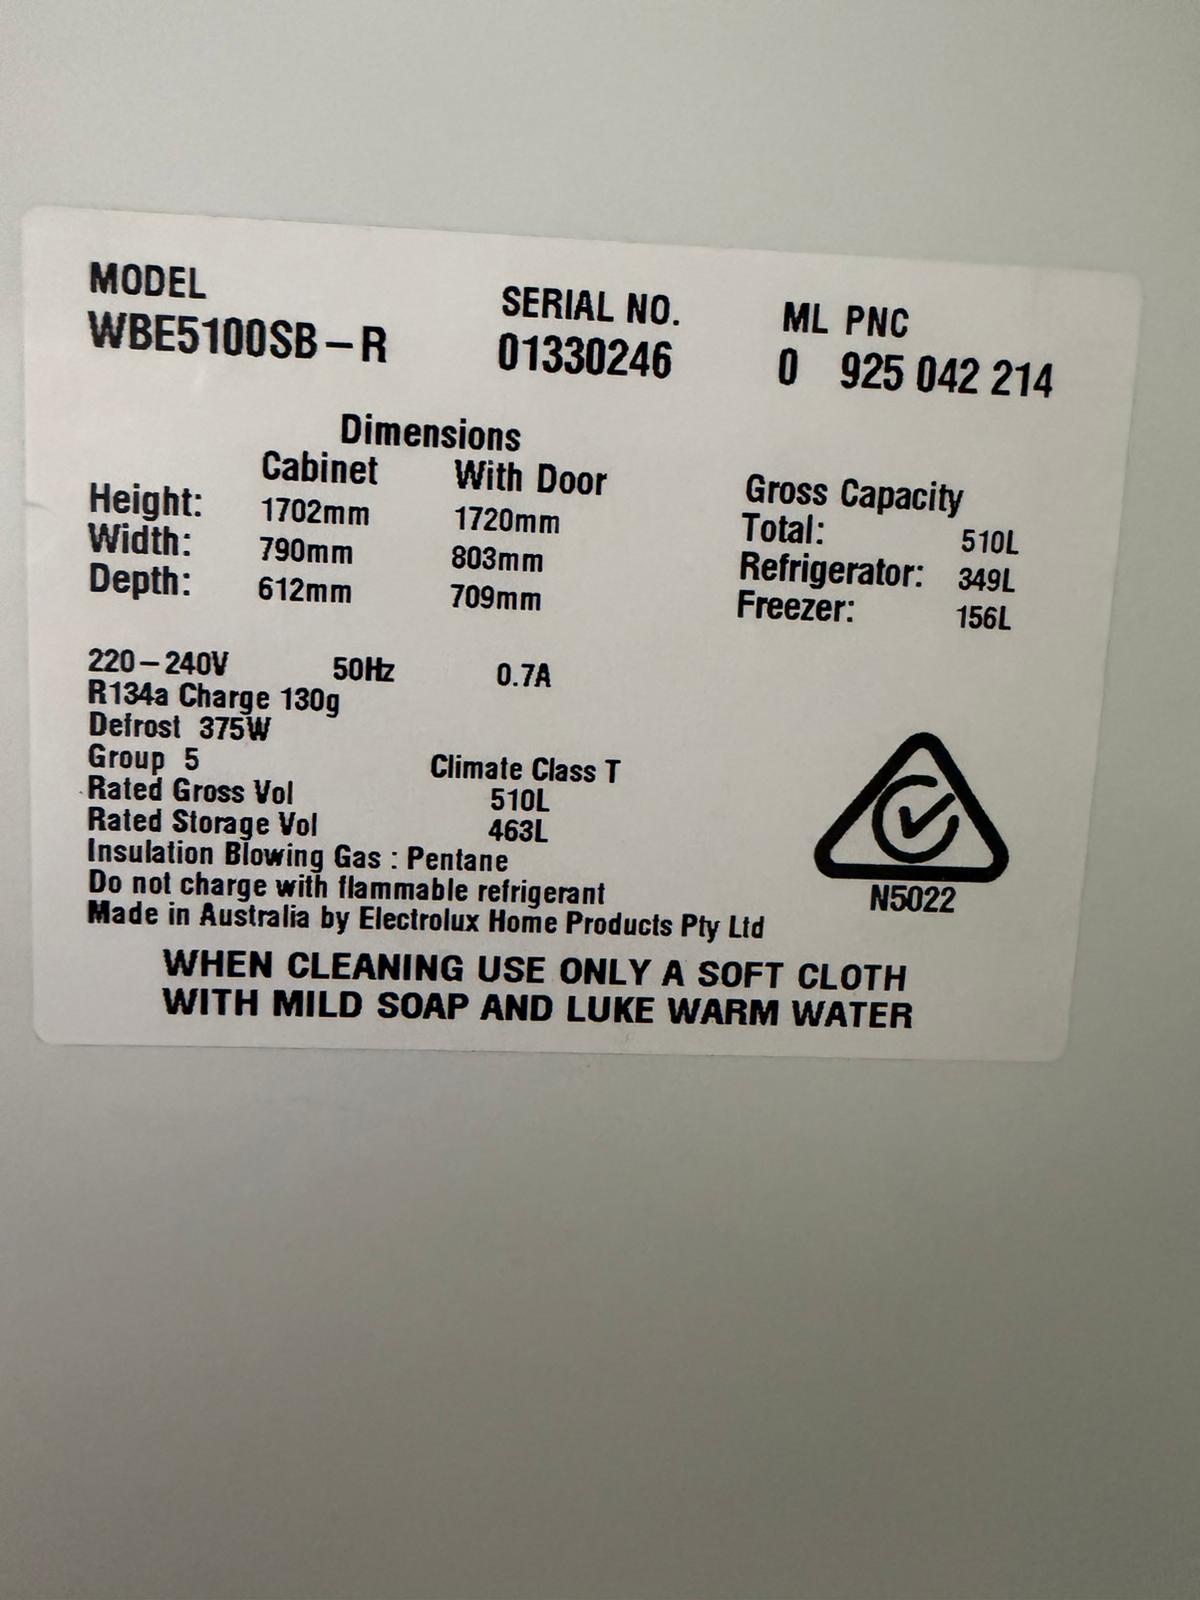 MODEL SERIAL NO. ML PNC
WBE5100SB-R 01330246 0 925 042 214
Dimensions
Cabinet With Door Gross Capacity
Height: 1702mm 1720mm Total: 510L
Width: 790mm 803mm Refrigerator: 349L
Depth: 612mm 709mm Freezer: 156L
220-240V 50Hz 0.7A
R134a Charge 130g
Defrost 375W
Group 5 Climate Class T
Rated Gross Vol 510L
Rated Storage Vol 463L
Insulation Blowing Gas : Pentane
Do not charge with flammable refrigerant
N5022
Made in Australia by Electrolux Home Products Pty Ltd
WHEN CLEANING USE ONLY A SOFT CLOTH
WITH MILD SOAP AND LUKE WARM WATER